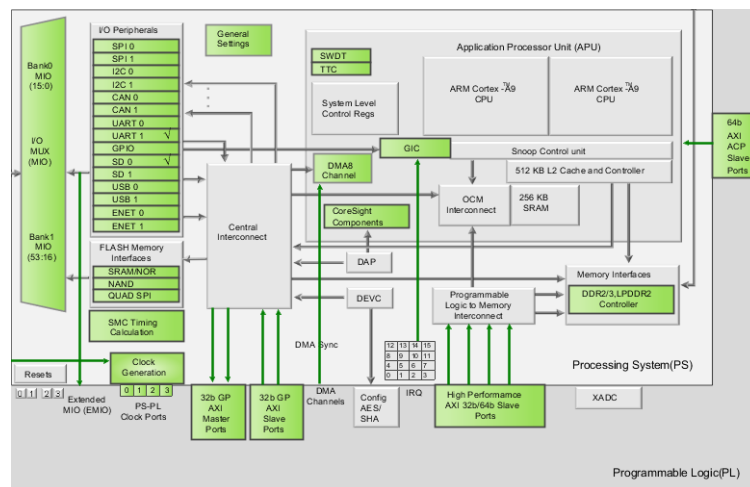 I/O Peripherals
SPI 0
SPI 1
I2C 0
I2C 1
CAN 0
CAN 1
UART 0
UART 1 √
GPIO
SD 0 √
SD 1
USB 0
USB 1
ENET 0
ENET 1
Bank0
MIO
(15:0)
I/O
MUX
(MIO)
Bank1
MIO
(53:16)
FLASH Memory
Interfaces
SRAM/NOR
NAND
QUAD SPI
SMC Timing
Calculation
General
Settings
Application Processor Unit (APU)
SWDT
TTC
System Level
Control Regs
ARM Cortex -A9
TM
CPU
ARM Cortex -A9
TM
CPU
GIC
Snoop Control unit
512 KB L2 Cache and Controller
DMA8
Channel
OCM
Interconnect
256 KB
SRAM
CoreSight
Components
Central
Interconnect
DAP
DEVC
Programmable
Logic to Memory
Interconnect
Memory Interfaces
DDR2/3,LPDDR2
Controller
64b
AXI
ACP
Slave
Ports
DMA Sync
12 13 14 15
8 9 10 11
4 5 6 7
0 1 2 3
Processing System(PS)
Resets
Clock
Generation
0 1 2 3
0 1 2 3
Extended
MIO (EMIO)
PS-PL
Clock Ports
32b GP
AXI
Master
Ports
32b GP
AXI
Slave
Ports
DMA
Channels
Config
AES/
SHA
IRQ
High Performamce
AXI 32b/64b Slave
Ports
XADC
Programmable Logic(PL)